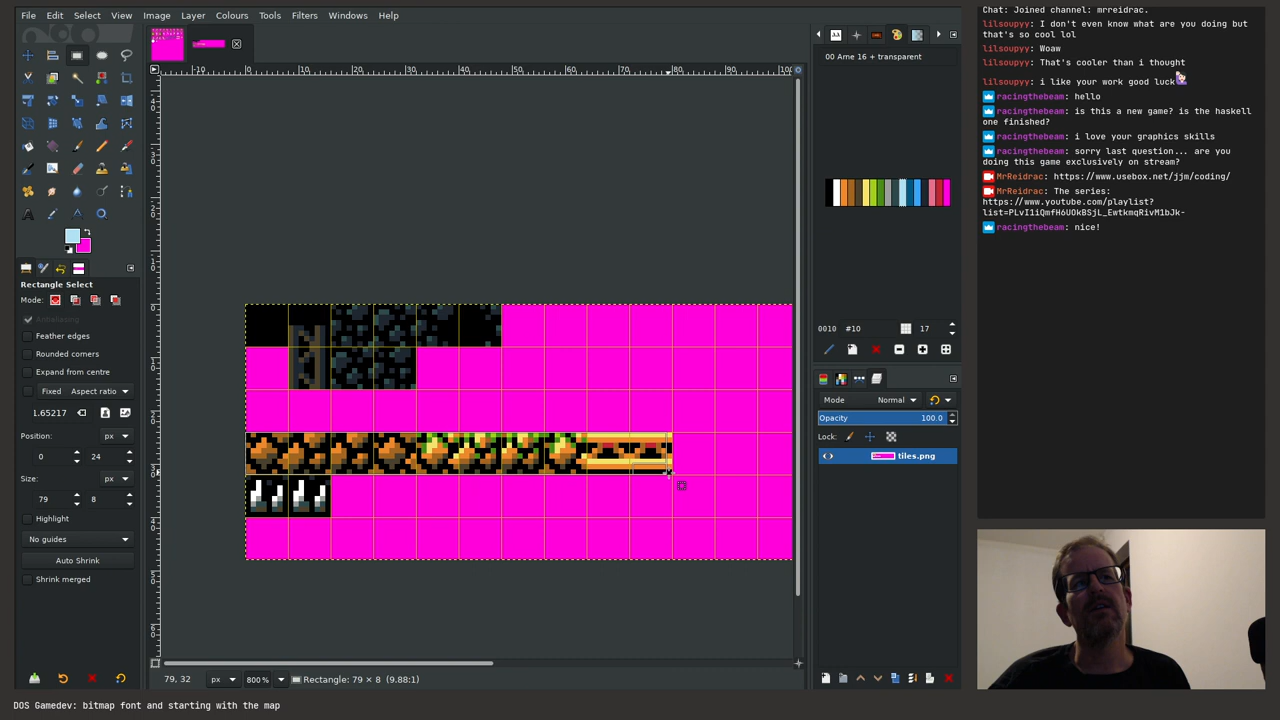 File Edit Select View Image Layer Colours Tools Filters Windows Help
Rectangle Select
Mode:
Antialiasing
Feather edges
Rounded corners
Expand from centre
Fixed Aspect ratio
1.65217
Position: px
0 24
Size: px
79 8
Highlight
No guides
Auto Shrink
Shrink merged
79, 32 px 800% Rectangle: 79 × 8 (9.88:1)
00 Ame 16 + transparent
0010 #10 17
Mode Normal
Opacity 100.0
Lock:
tiles.png
Chat: Joined channel: mrreidrac.
lilsoupyy: I don't even know what are you doing but
that's so cool lol
lilsoupyy: Woaw
lilsoupyy: That's cooler than i thought
lilsoupyy: i like your work good luck
racingthebeam: hello
racingthebeam: is this a new game? is the haskell
one finished?
racingthebeam: i love your graphics skills
racingthebeam: sorry last question... are you
doing this game exclusively on stream?
MrReidrac: https://www.usebox.net/jjm/coding/
MrReidrac: The series:
https://www.youtube.com/playlist?
list=PLvI1iQmfH6UOkBSjL_EwtkmqRivM1bJk-
racingthebeam: nice!
DOS Gamedev: bitmap font and starting with the map